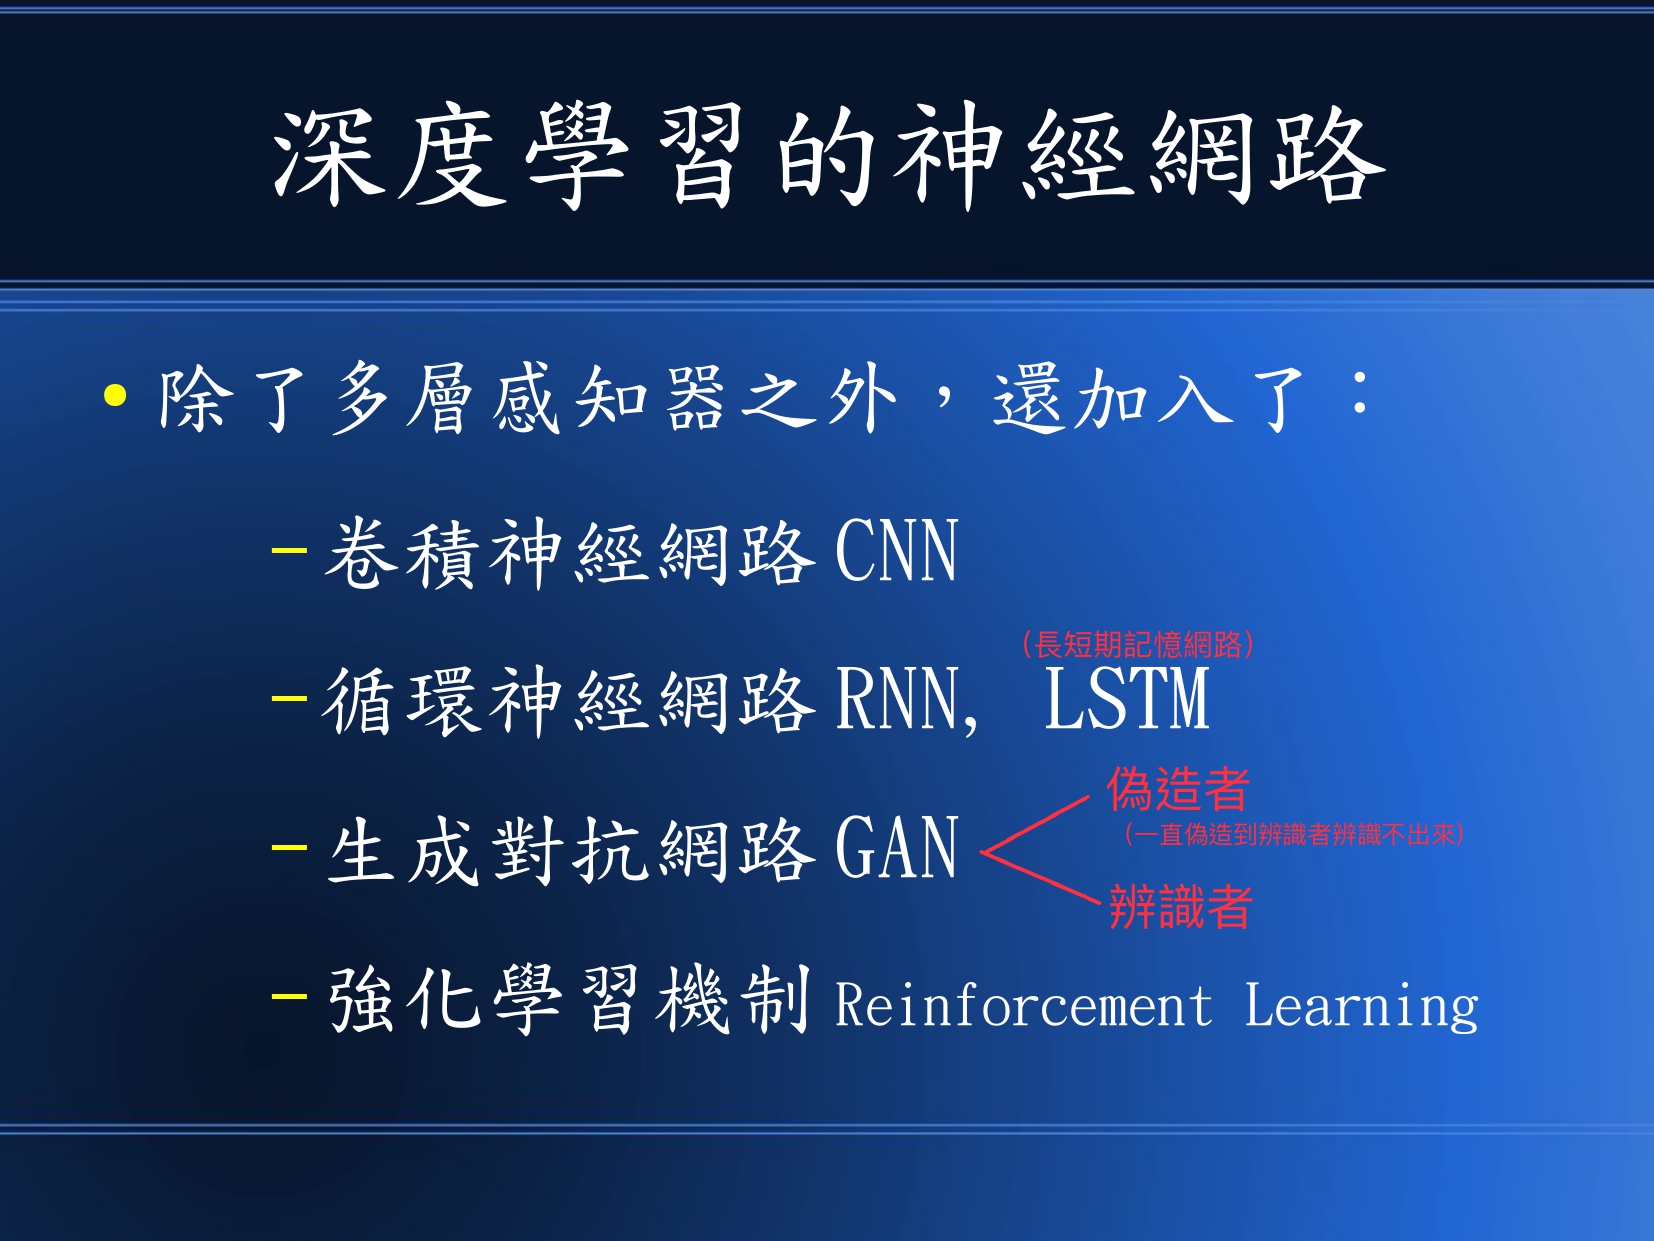 深度學習的神經網路
• 除了多層感知器之外，還加入了：
– 卷積神經網路 CNN
(長短期記憶網路)
– 循環神經網路 RNN, LSTM
偽造者
(一直偽造到辨識者辨識不出來)
– 生成對抗網路 GAN
辨識者
– 強化學習機制 Reinforcement Learning